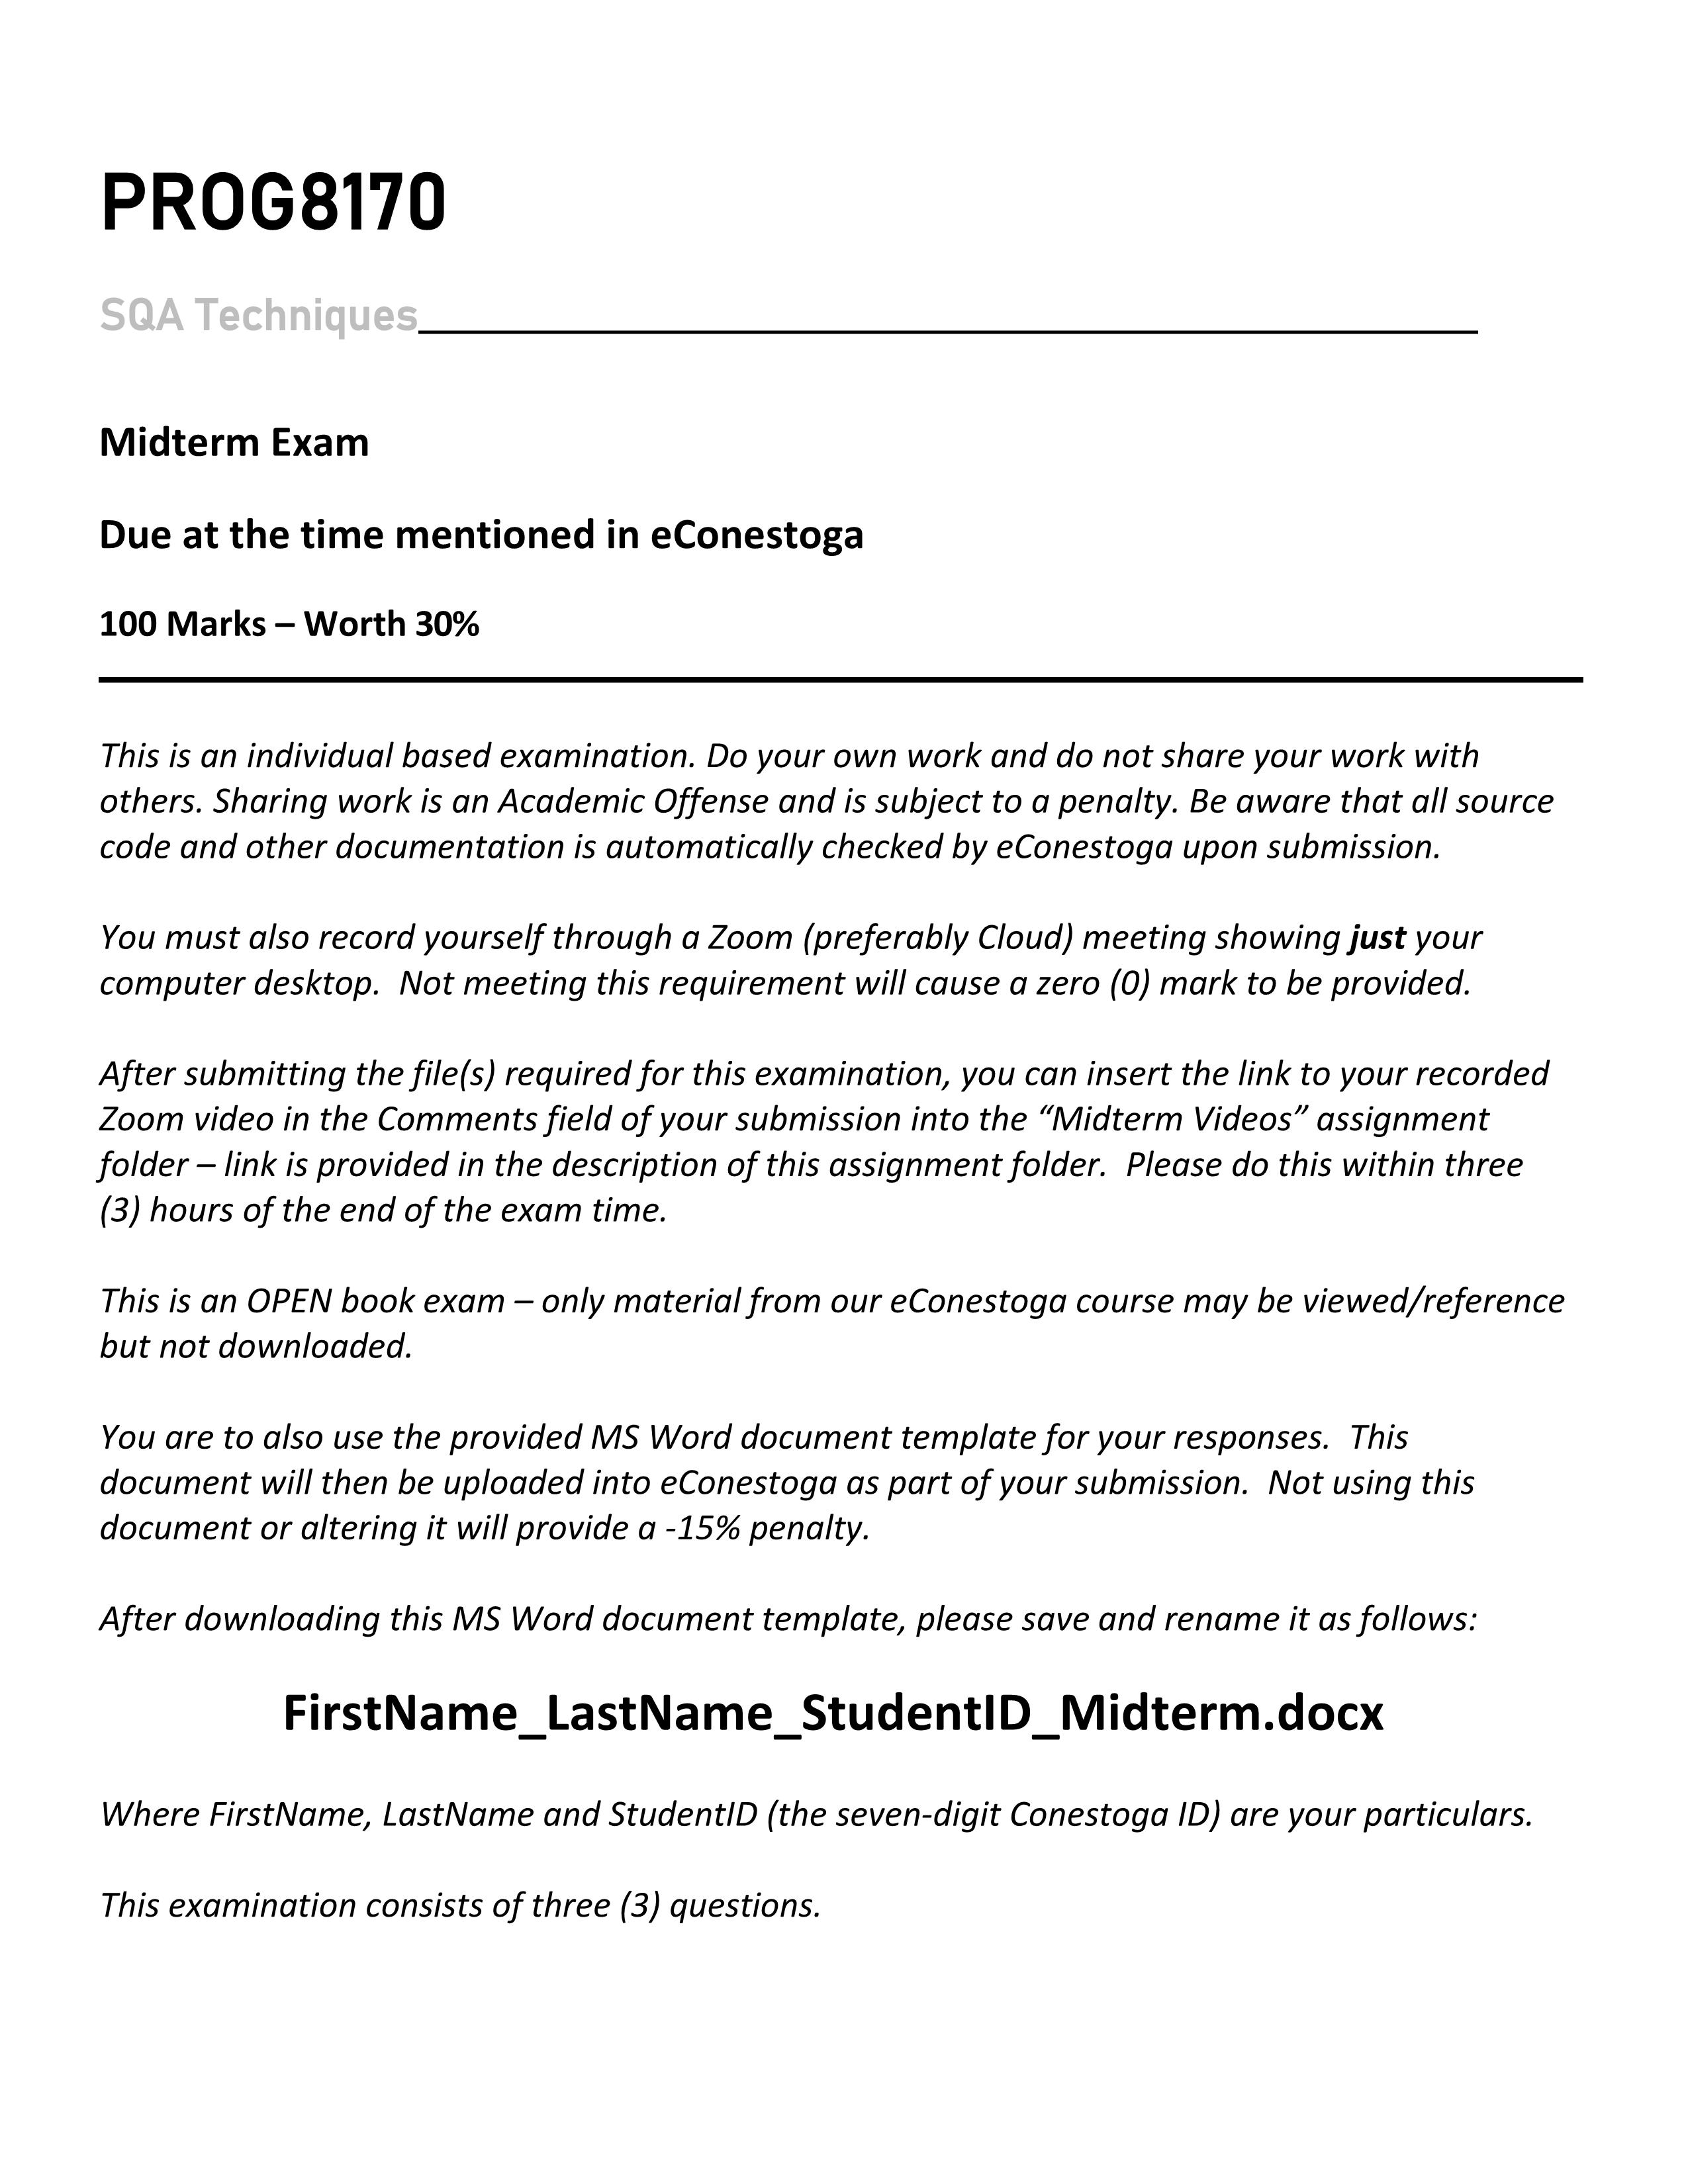 PROG8170
SQA Techniques
Midterm Exam
Due at the time mentioned in eConestoga
100 Marks – Worth 30%
This is an individual based examination. Do your own work and do not share your work with
others. Sharing work is an Academic Offense and is subject to a penalty. Be aware that all source
code and other documentation is automatically checked by eConestoga upon submission.
You must also record yourself through a Zoom (preferably Cloud) meeting showing just your
computer desktop.  Not meeting this requirement will cause a zero (0) mark to be provided.
After submitting the file(s) required for this examination, you can insert the link to your recorded
Zoom video in the Comments field of your submission into the “Midterm Videos” assignment
folder – link is provided in the description of this assignment folder.  Please do this within three
(3) hours of the end of the exam time.
This is an OPEN book exam – only material from our eConestoga course may be viewed/reference
but not downloaded.
You are to also use the provided MS Word document template for your responses.  This
document will then be uploaded into eConestoga as part of your submission.  Not using this
document or altering it will provide a -15% penalty.
After downloading this MS Word document template, please save and rename it as follows:
FirstName_LastName_StudentID_Midterm.docx
Where FirstName, LastName and StudentID (the seven-digit Conestoga ID) are your particulars.
This examination consists of three (3) questions.